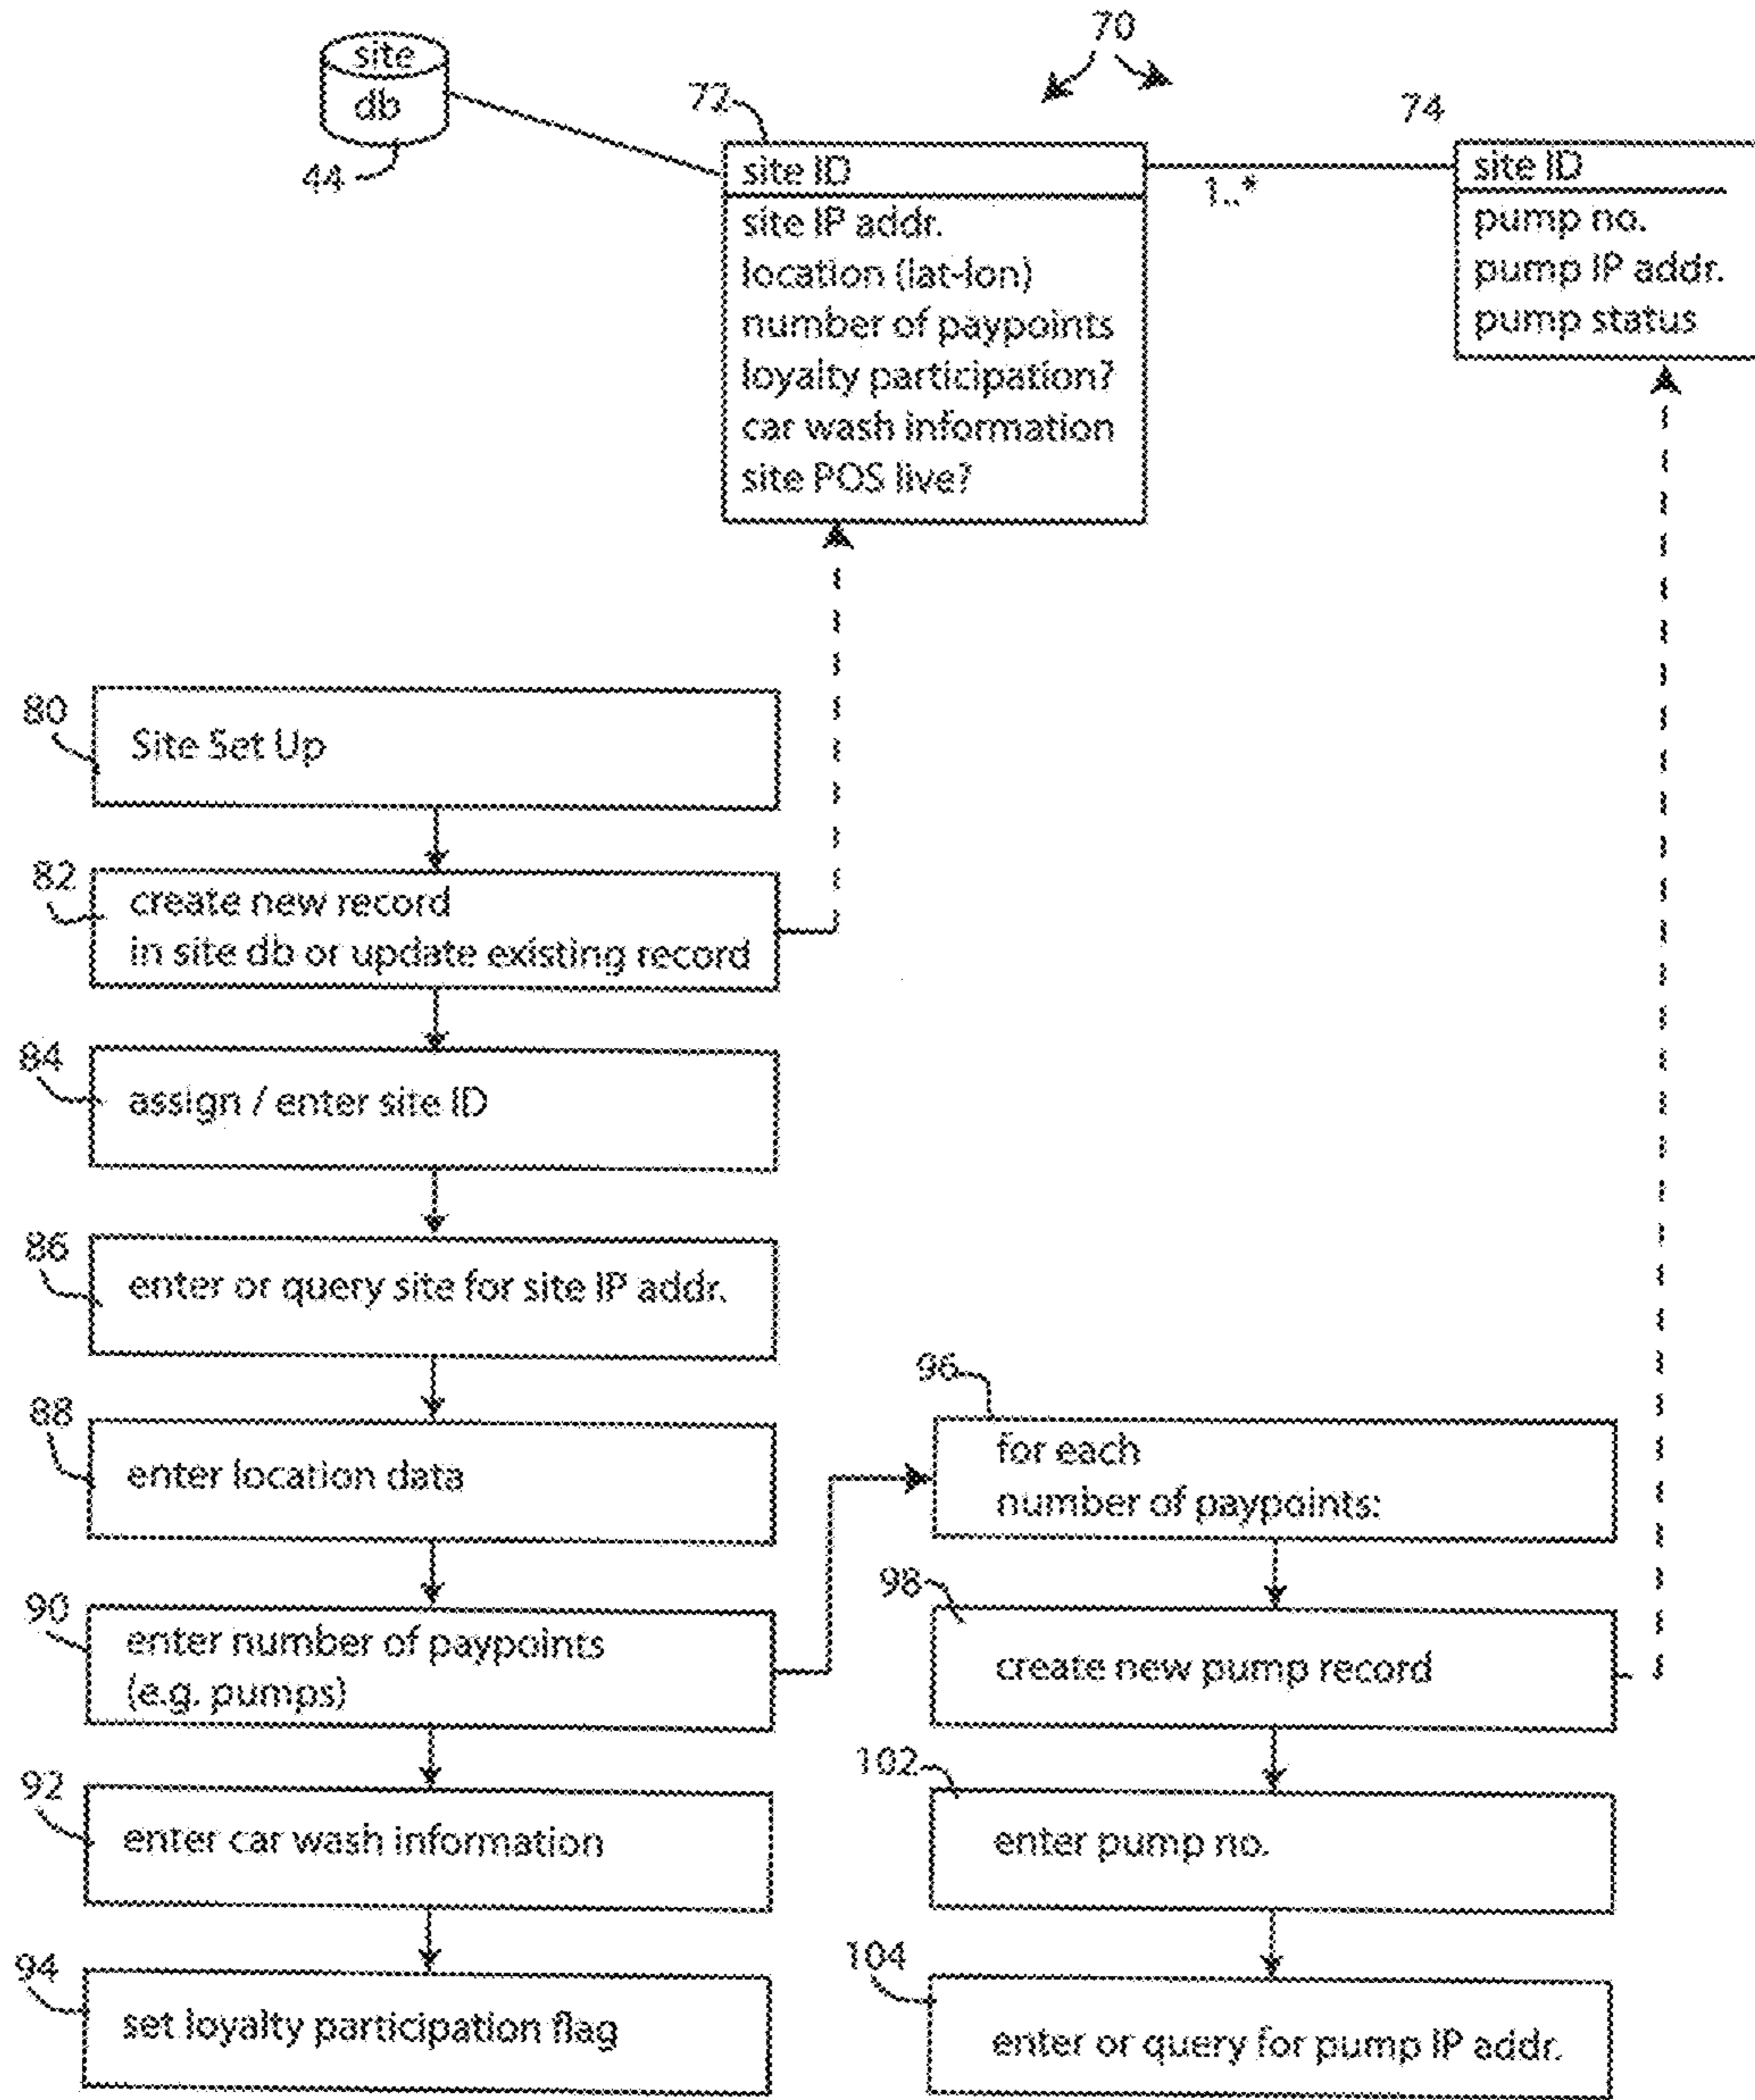 70
site
db
44
72
site ID
site IP addr.
location (lat-lon)
number of paypoints
loyalty participation?
car wash information
site POS live?
1..*
74
site ID
pump no.
pump IP addr.
pump status
80
Site Set Up
82
create new record
in site db or update existing record
84
assign / enter site ID
86
enter or query site for site IP addr.
88
enter location data
90
enter number of paypoints
(e.g. pumps)
92
enter car wash information
94
set loyalty participation flag
96
for each
number of paypoints:
98
create new pump record
102
enter pump no.
104
enter or query for pump IP addr.